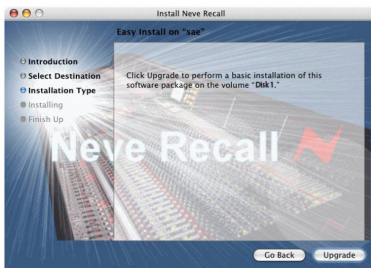 Install Neve Recall
Easy Install on "sae"
Introduction
Select Destination
Installation Type
Installing
Finish Up
Click Upgrade to perform a basic installation of this
software package on the volume "Disk1."
Neve Recall
Go Back
Upgrade